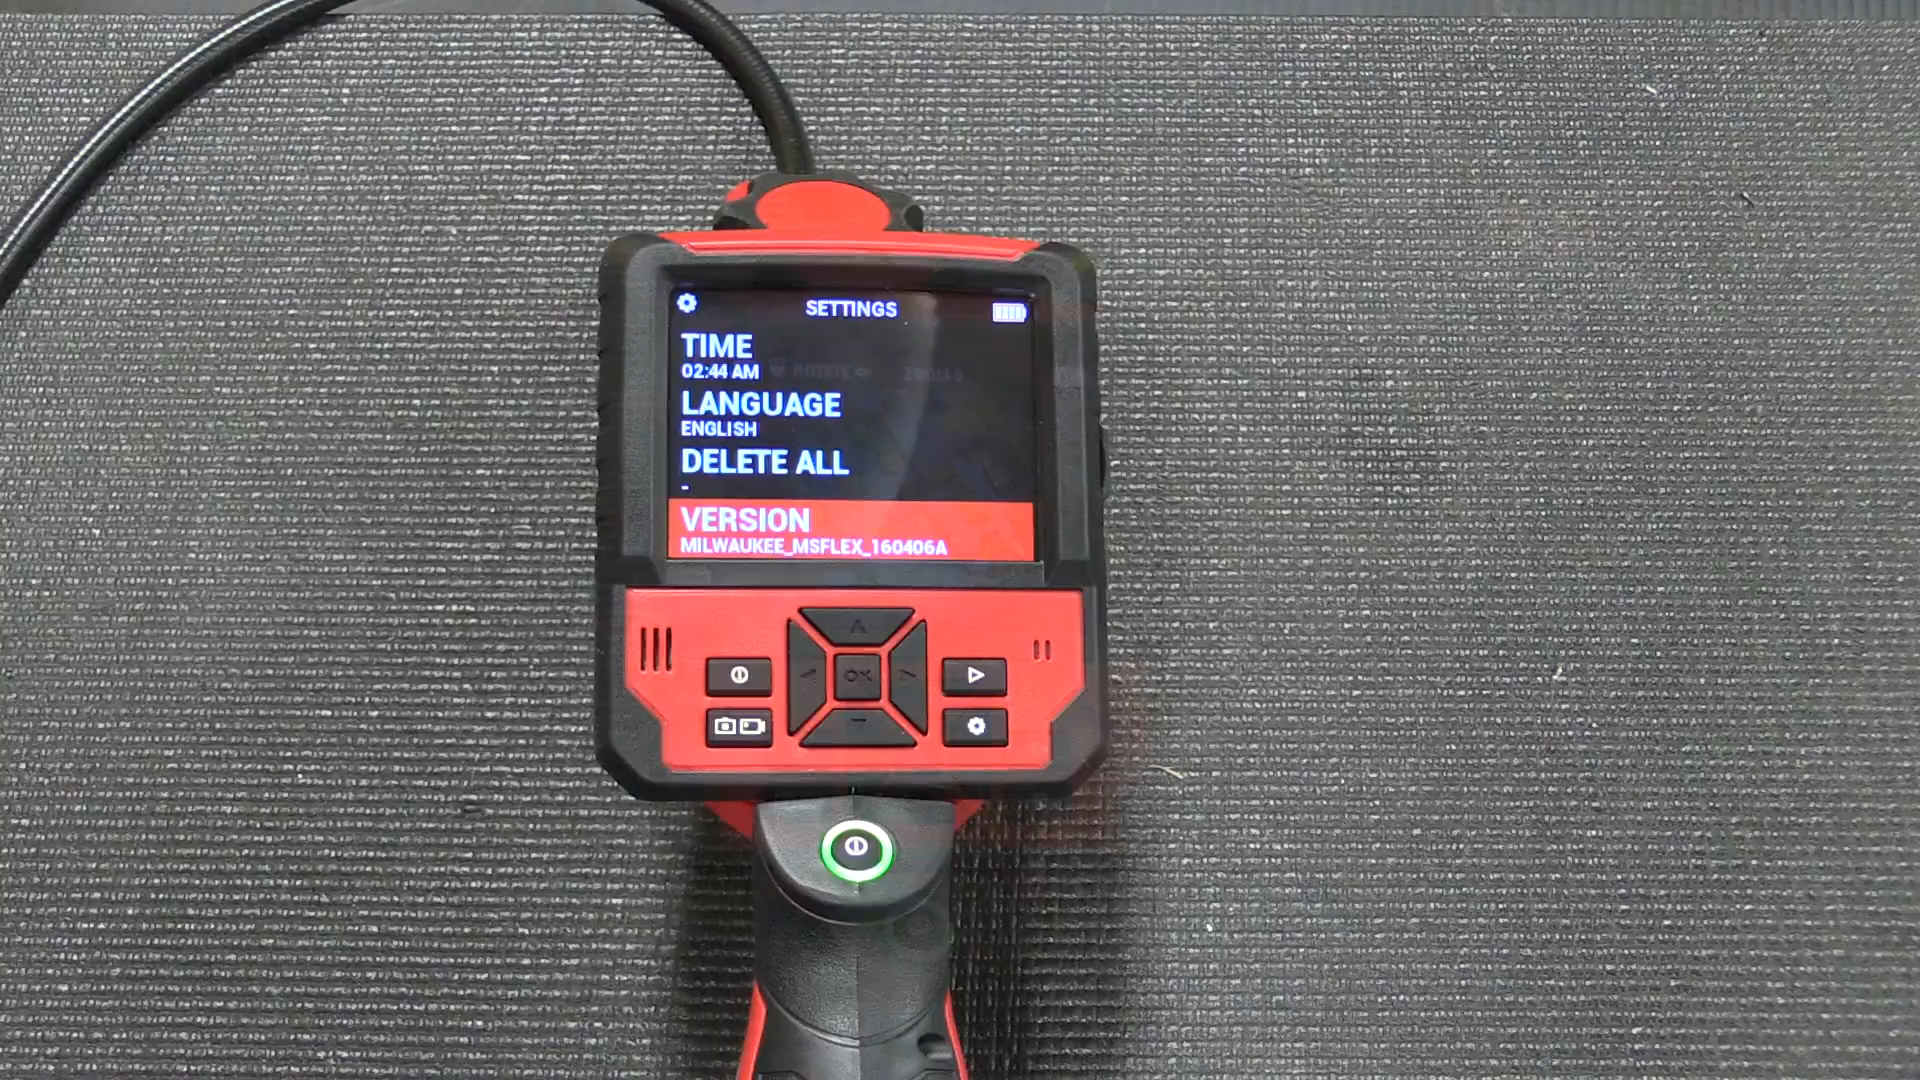 SETTINGS
TIME
02:44 AM
LANGUAGE
ENGLISH
DELETE ALL
-
VERSION
MILWAUKEE_MSFLEX_160406A
OK